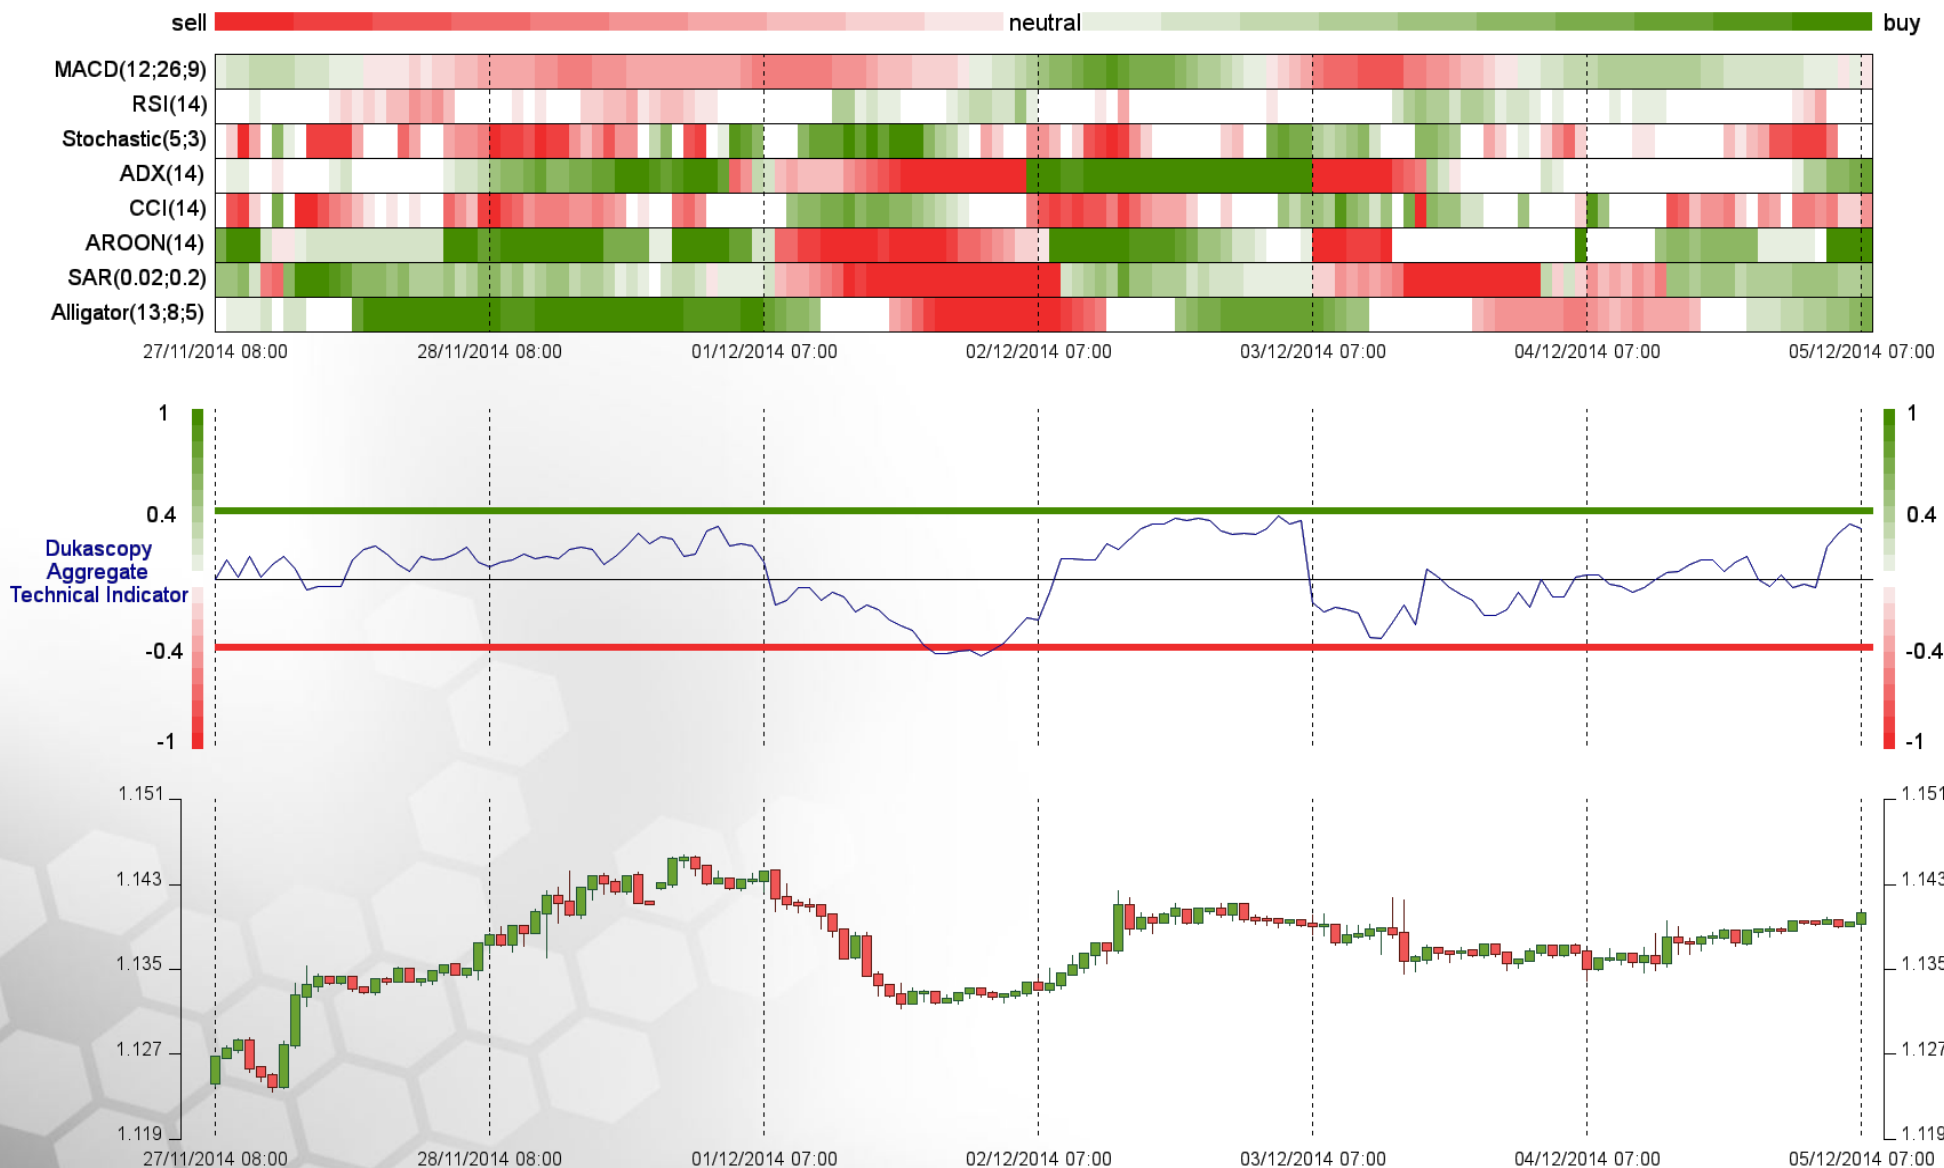 sell neutral buy
MACD(12;26;9)
RSI(14)
Stochastic(5;3)
ADX(14)
CCI(14)
AROON(14)
SAR(0.02;0.2)
Alligator(13;8;5)
27/11/2014 08:00 28/11/2014 08:00 01/12/2014 07:00 02/12/2014 07:00 03/12/2014 07:00 04/12/2014 07:00 05/12/2014 07:00
1 1
0.4 0.4
Dukascopy
Aggregate
Technical Indicator
-0.4 -0.4
-1 -1
1.151 1.151
1.143 1.143
1.135 1.135
1.127 1.127
1.119 1.119
27/11/2014 08:00 28/11/2014 08:00 01/12/2014 07:00 02/12/2014 07:00 03/12/2014 07:00 04/12/2014 07:00 05/12/2014 07:00